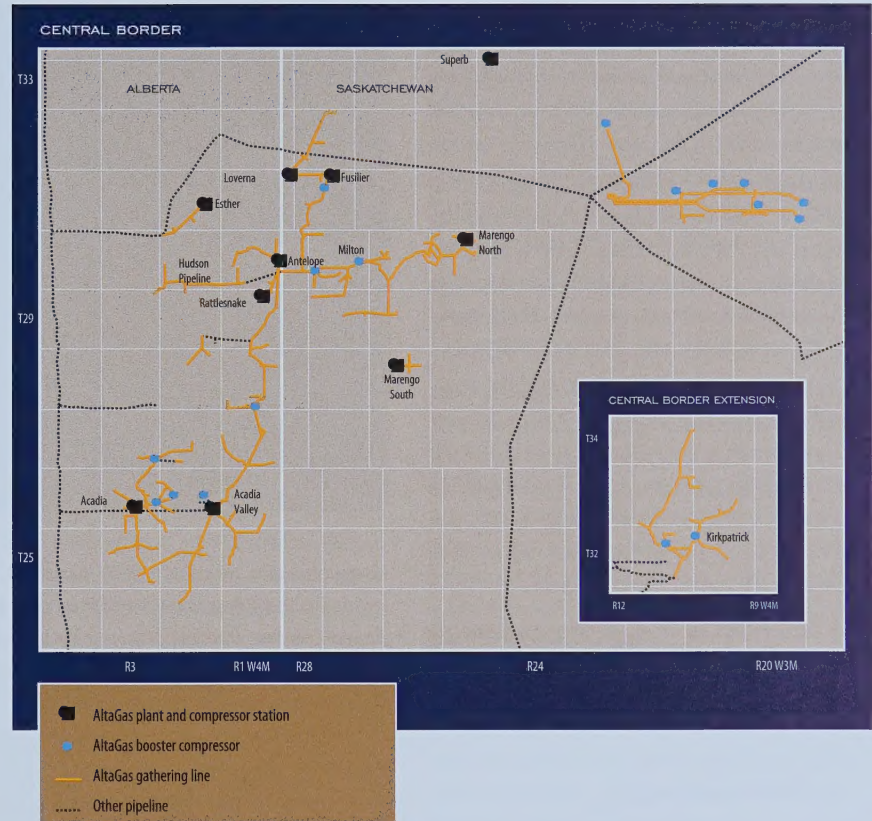 CENTRAL BORDER
Superb
T33
ALBERTA
SASKATCHEWAN
Loverna
Fusilier
Esther
Marengo
North
Milton
Antelope
Hudson
Pipeline
Rattlesnake
T29
Marengo
South
CENTRAL BORDER EXTENSION
T34
Kirkpatrick
T32
R12
R9 W4M
Acadia
Acadia
Valley
T25
R3
R1 W4M
R28
R24
R20 W3M
AltaGas plant and compressor station
AltaGas booster compressor
AltaGas gathering line
Other pipeline